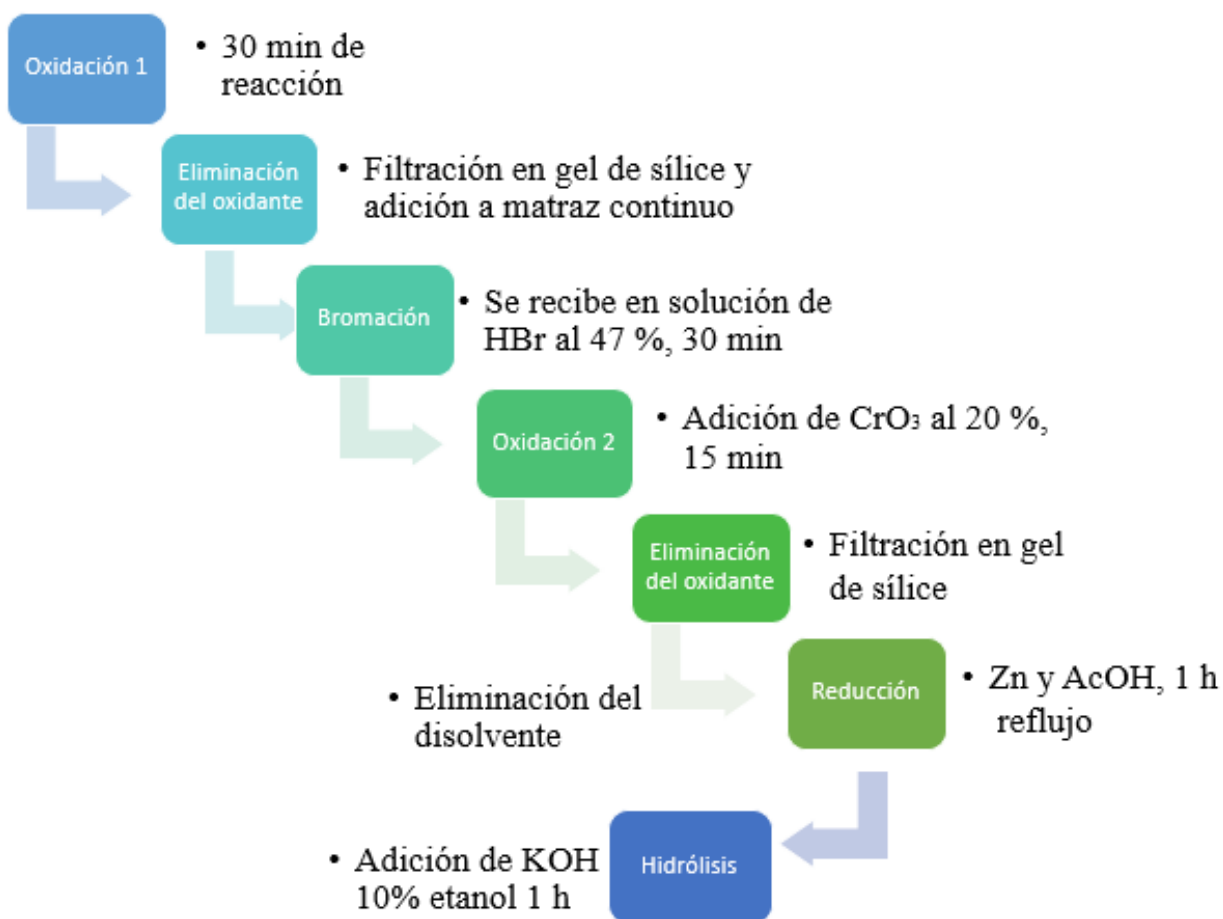 Oxidación 1
• 30 min de
reacción
Eliminación
del oxidante
• Filtración en gel de sílice y
adición a matraz continuo
Bromación
• Se recibe en solución de
HBr al 47 %, 30 min
Oxidación 2
• Adición de CrO₃ al 20 %,
15 min
Eliminación
del oxidante
• Filtración en gel
de sílice
• Eliminación del
disolvente
Reducción
• Zn y AcOH, 1 h
reflujo
• Adición de KOH
10% etanol 1 h
Hidrólisis